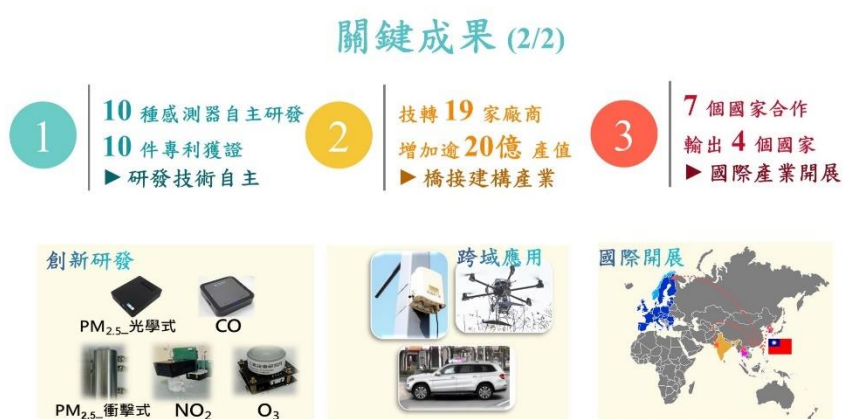 關鍵成果 (2/2)
1
10 種感測器自主研發
10 件專利獲證
▶ 研發技術自主
2
技轉 19 家廠商
增加逾 20億 產值
▶ 橋接建構產業
3
7 個國家合作
輸出 4 個國家
▶ 國際產業開展
創新研發
PM2.5_光學式
CO
PM2.5_衝擊式
NO2
O3
跨域應用
國際開展